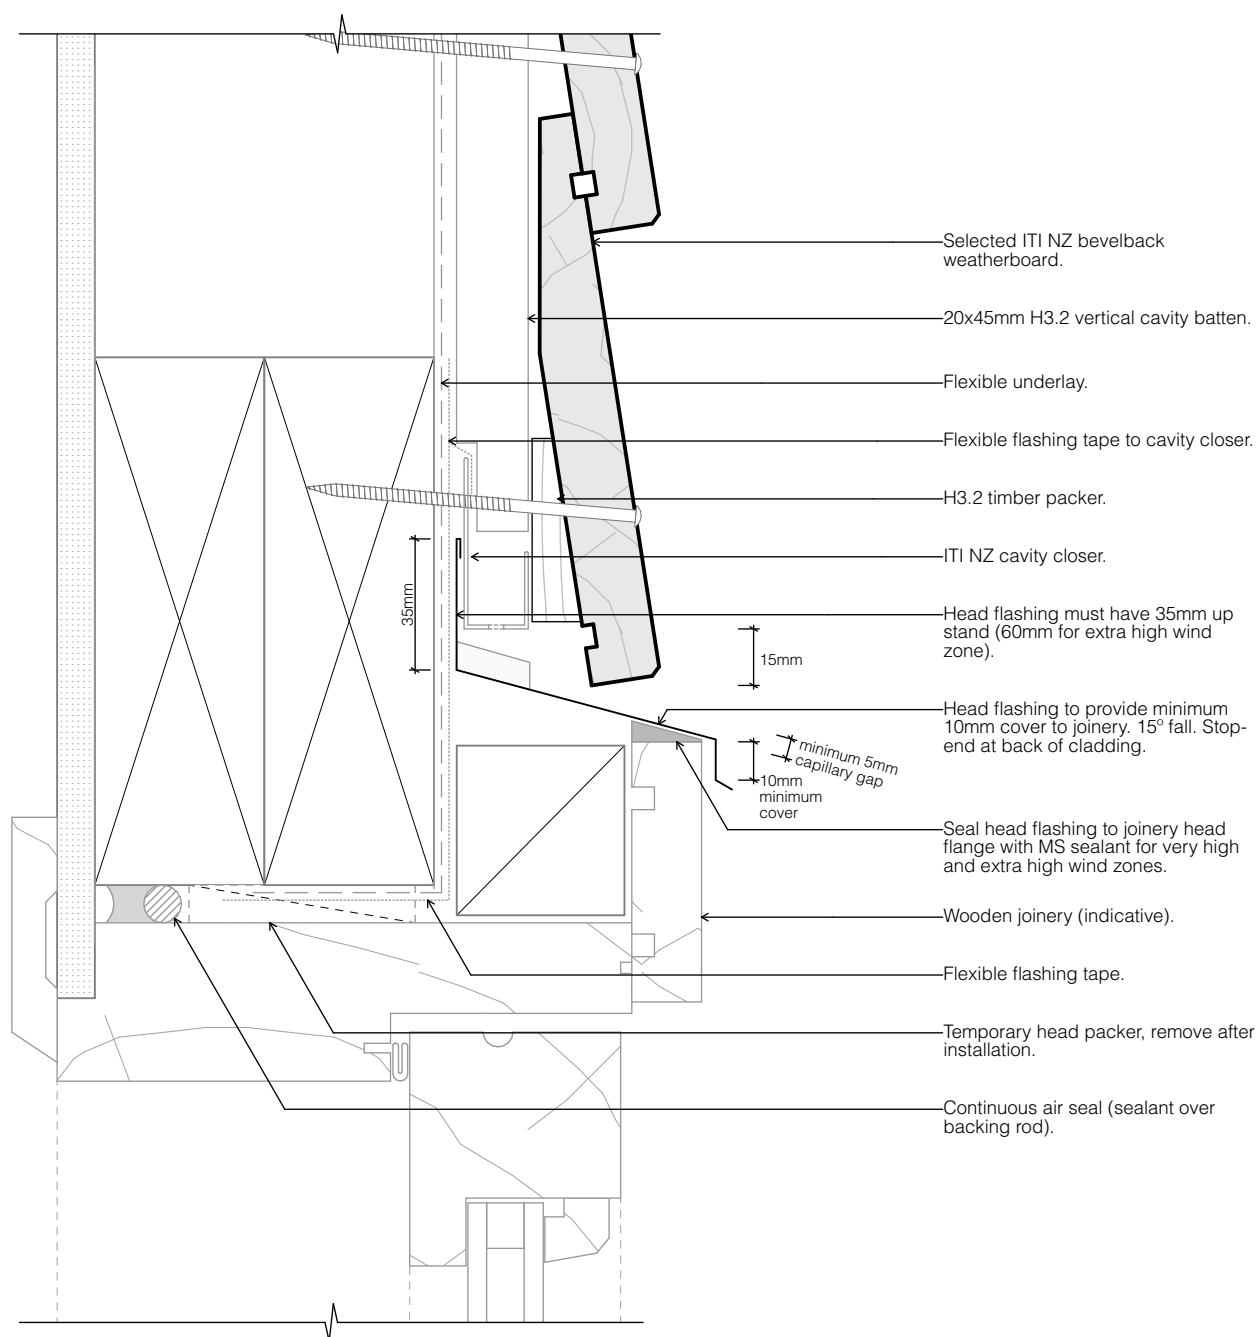 Selected ITI NZ bevelback
weatherboard.
20x45mm H3.2 vertical cavity batten.
Flexible underlay.
Flexible flashing tape to cavity closer.
H3.2 timber packer.
ITI NZ cavity closer.
35mm
Head flashing must have 35mm up
stand (60mm for extra high wind
zone).
15mm
Head flashing to provide minimum
10mm cover to joinery. 15° fall. Stop-
end at back of cladding.
minimum 5mm
capillary gap
10mm
minimum
cover
Seal head flashing to joinery head
flange with MS sealant for very high
and extra high wind zones.
Wooden joinery (indicative).
Flexible flashing tape.
Temporary head packer, remove after
installation.
Continuous air seal (sealant over
backing rod).